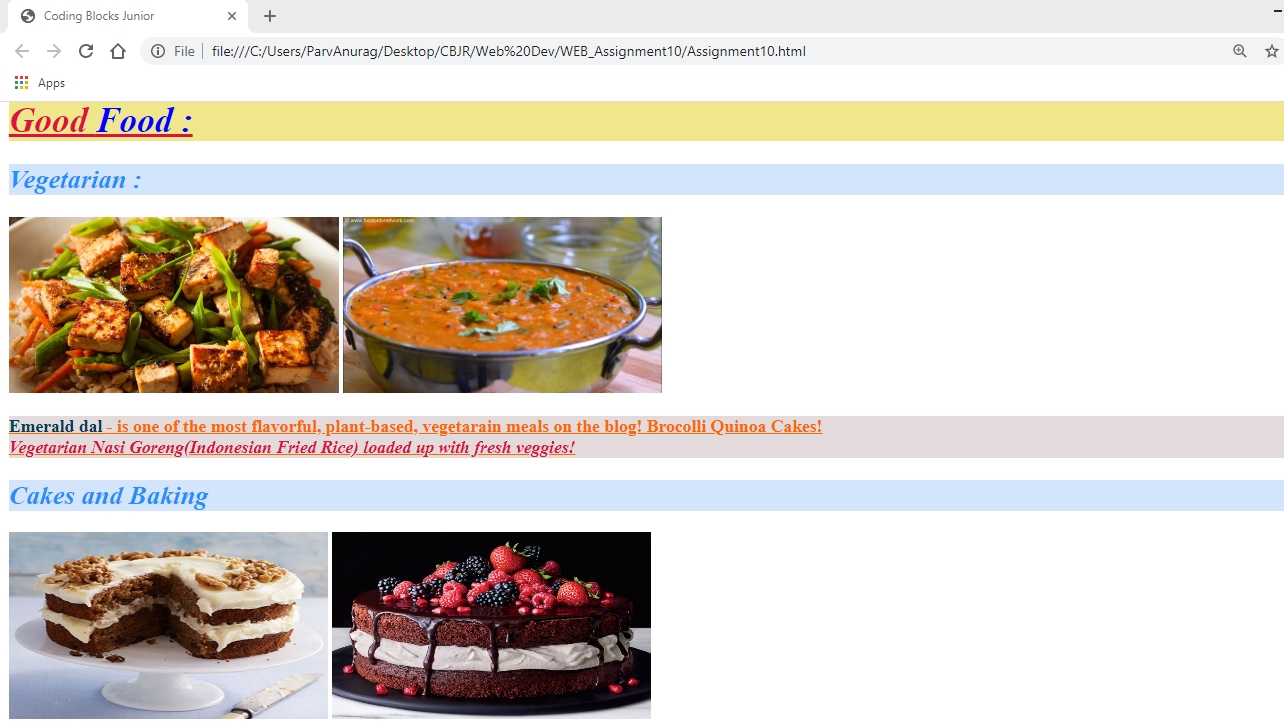 Coding Blocks Junior
File file:///C:/Users/ParvAnurag/Desktop/CBJR/Web%20Dev/WEB_Assignment10/Assignment10.html
Apps
Good Food :
Vegetarian :
© www.foodontvnetwork.com
Emerald dal - is one of the most flavorful, plant-based, vegetarain meals on the blog! Brocolli Quinoa Cakes!
Vegetarian Nasi Goreng(Indonesian Fried Rice) loaded up with fresh veggies!
Cakes and Baking